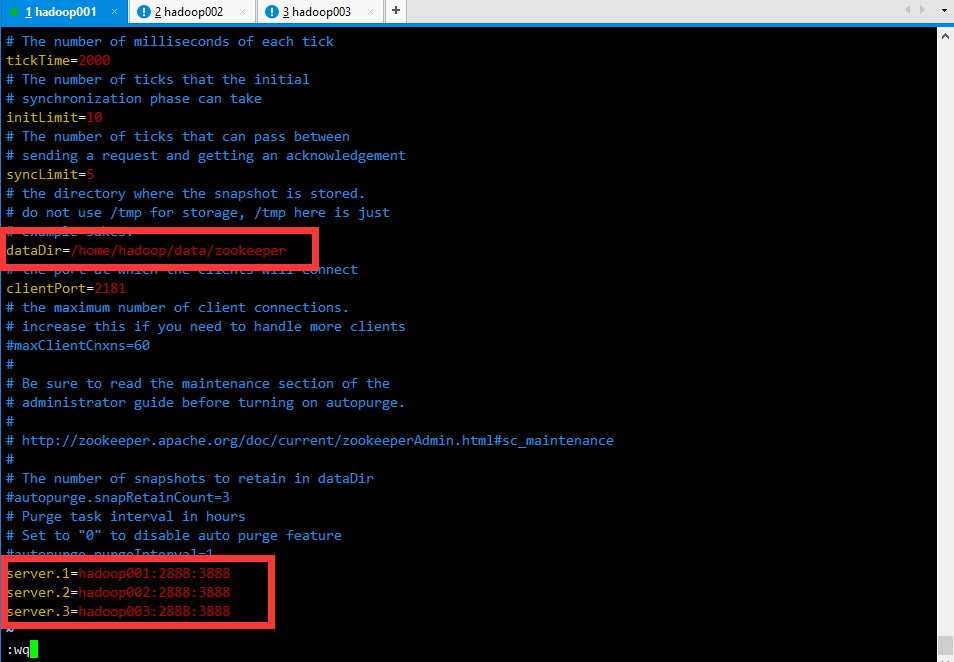 1 hadoop001 × 2 hadoop002 × 3 hadoop003 × +
# The number of milliseconds of each tick
tickTime=2000
# The number of ticks that the initial
# synchronization phase can take
initLimit=10
# The number of ticks that can pass between
# sending a request and getting an acknowledgement
syncLimit=5
# the directory where the snapshot is stored.
# do not use /tmp for storage, /tmp here is just
# example sakes.
dataDir=/home/hadoop/data/zookeeper
# the port at which the clients will connect
clientPort=2181
# the maximum number of client connections.
# increase this if you need to handle more clients
#maxClientCnxns=60
#
# Be sure to read the maintenance section of the
# administrator guide before turning on autopurge.
#
# http://zookeeper.apache.org/doc/current/zookeeperAdmin.html#sc_maintenance
#
# The number of snapshots to retain in dataDir
#autopurge.snapRetainCount=3
# Purge task interval in hours
# Set to "0" to disable auto purge feature
#autopurge.purgeInterval=1
server.1=hadoop001:2888:3888
server.2=hadoop002:2888:3888
server.3=hadoop003:2888:3888
~
:wq